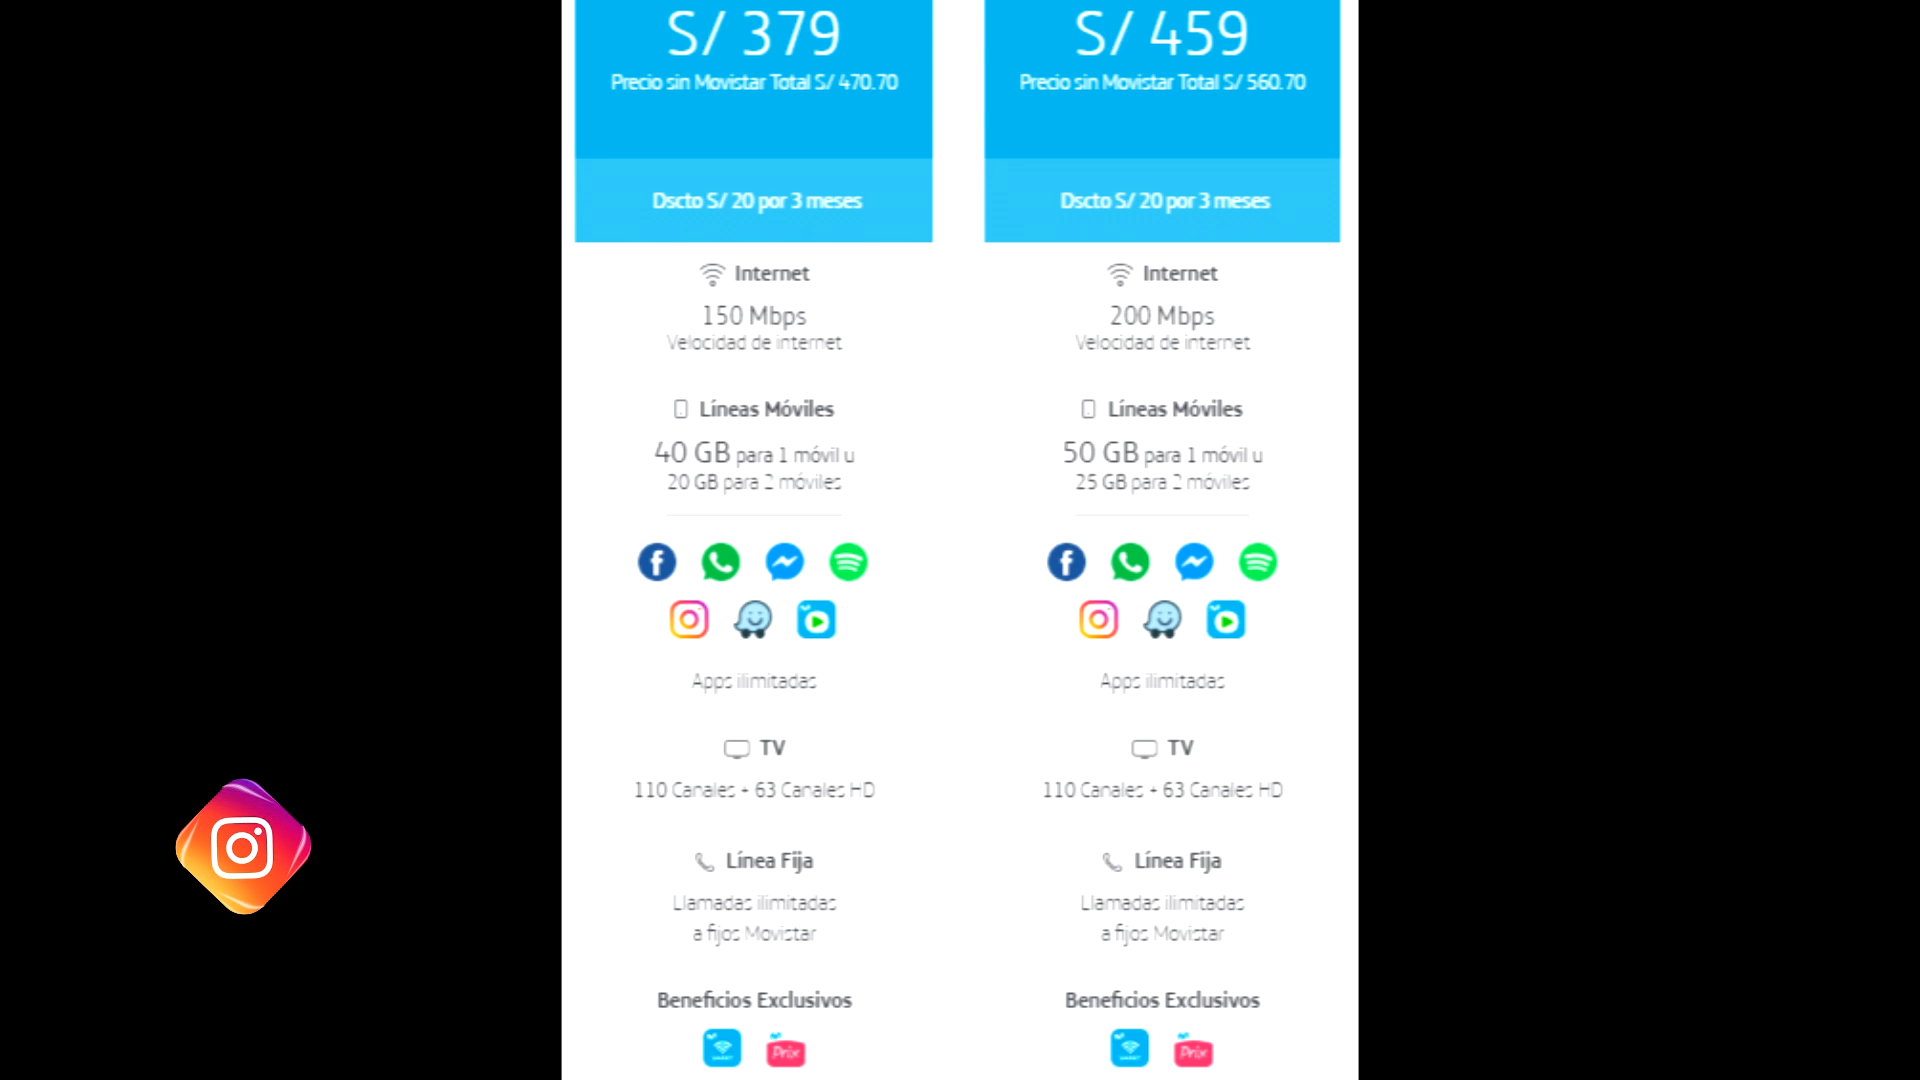 S/ 379
Precio sin Movistar Total S/ 470.70
Dscto S/ 20 por 3 meses
Internet
150 Mbps
Velocidad de internet
Líneas Móviles
40 GB para 1 móvil u
20 GB para 2 móviles
Apps ilimitadas
TV
110 Canales + 63 Canales HD
Línea Fija
Llamadas ilimitadas
a fijos Movistar
Beneficios Exclusivos
Prix
S/ 459
Precio sin Movistar Total S/ 560.70
Dscto S/ 20 por 3 meses
Internet
200 Mbps
Velocidad de internet
Líneas Móviles
50 GB para 1 móvil u
25 GB para 2 móviles
Apps ilimitadas
TV
110 Canales + 63 Canales HD
Línea Fija
Llamadas ilimitadas
a fijos Movistar
Beneficios Exclusivos
Prix